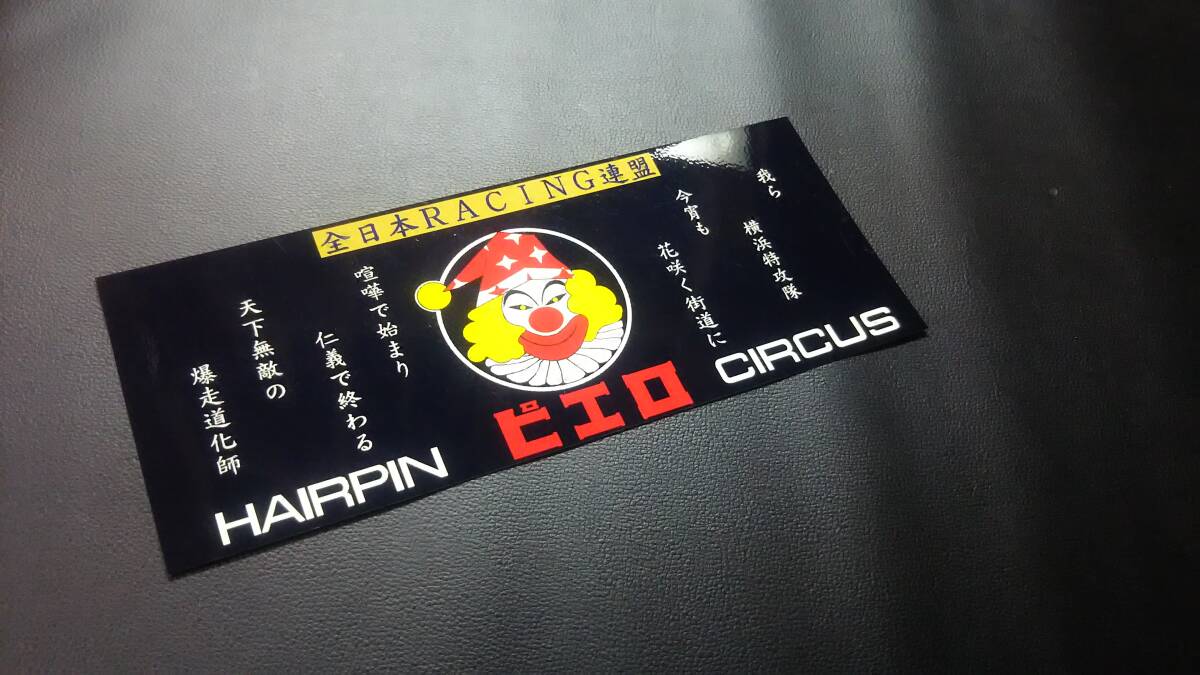 全日本RACING連盟
我ら
横浜特攻隊
今宵も
花咲く街道に
喧嘩で始まり
仁義で終わる
天下無敵の
爆走道化師
HAIRPIN
ピエロ
CIRCUS